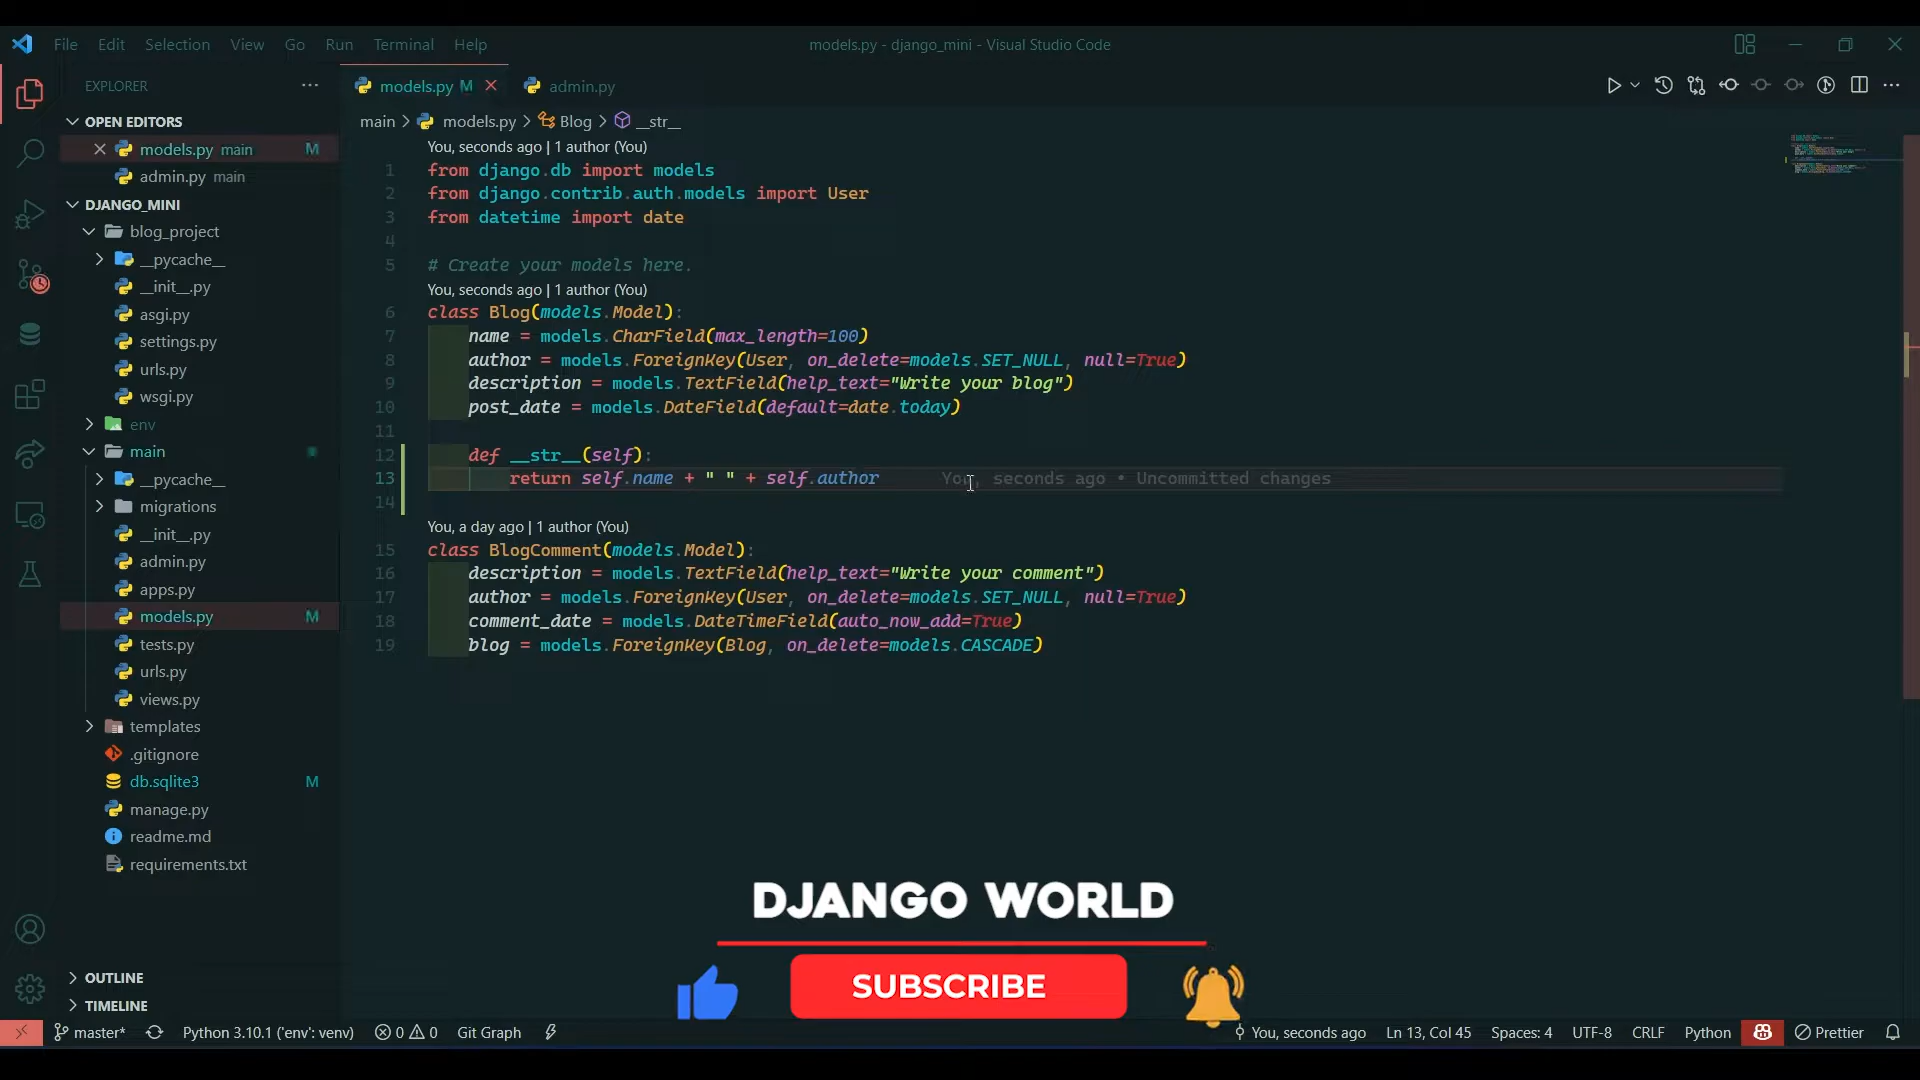 File Edit Selection View Go Run Terminal Help
models.py - django_mini - Visual Studio Code
EXPLORER
OPEN EDITORS
models.py main M
admin.py main
DJANGO_MINI
blog_project
__pycache__
__init__.py
asgi.py
settings.py
urls.py
wsgi.py
env
main
__pycache__
migrations
__init__.py
admin.py
apps.py
models.py M
tests.py
urls.py
views.py
templates
.gitignore
db.sqlite3 M
manage.py
readme.md
requirements.txt
OUTLINE
TIMELINE
models.py M
admin.py
main > models.py > Blog > __str__
You, seconds ago | 1 author (You)
1 from django.db import models
2 from django.contrib.auth.models import User
3 from datetime import date
4
5 # Create your models here.
You, seconds ago | 1 author (You)
6 class Blog(models.Model):
7 name = models.CharField(max_length=100)
8 author = models.ForeignKey(User, on_delete=models.SET_NULL, null=True)
9 description = models.TextField(help_text="Write your blog")
10 post_date = models.DateField(default=date.today)
11
12 def __str__(self):
13 return self.name + " " + self.author You, seconds ago • Uncommitted changes
14
You, a day ago | 1 author (You)
15 class BlogComment(models.Model):
16 description = models.TextField(help_text="Write your comment")
17 author = models.ForeignKey(User, on_delete=models.SET_NULL, null=True)
18 comment_date = models.DateTimeField(auto_now_add=True)
19 blog = models.ForeignKey(Blog, on_delete=models.CASCADE)
DJANGO WORLD
SUBSCRIBE
master* Python 3.10.1 ('env': venv) 0 0 Git Graph You, seconds ago Ln 13, Col 45 Spaces: 4 UTF-8 CRLF Python Prettier